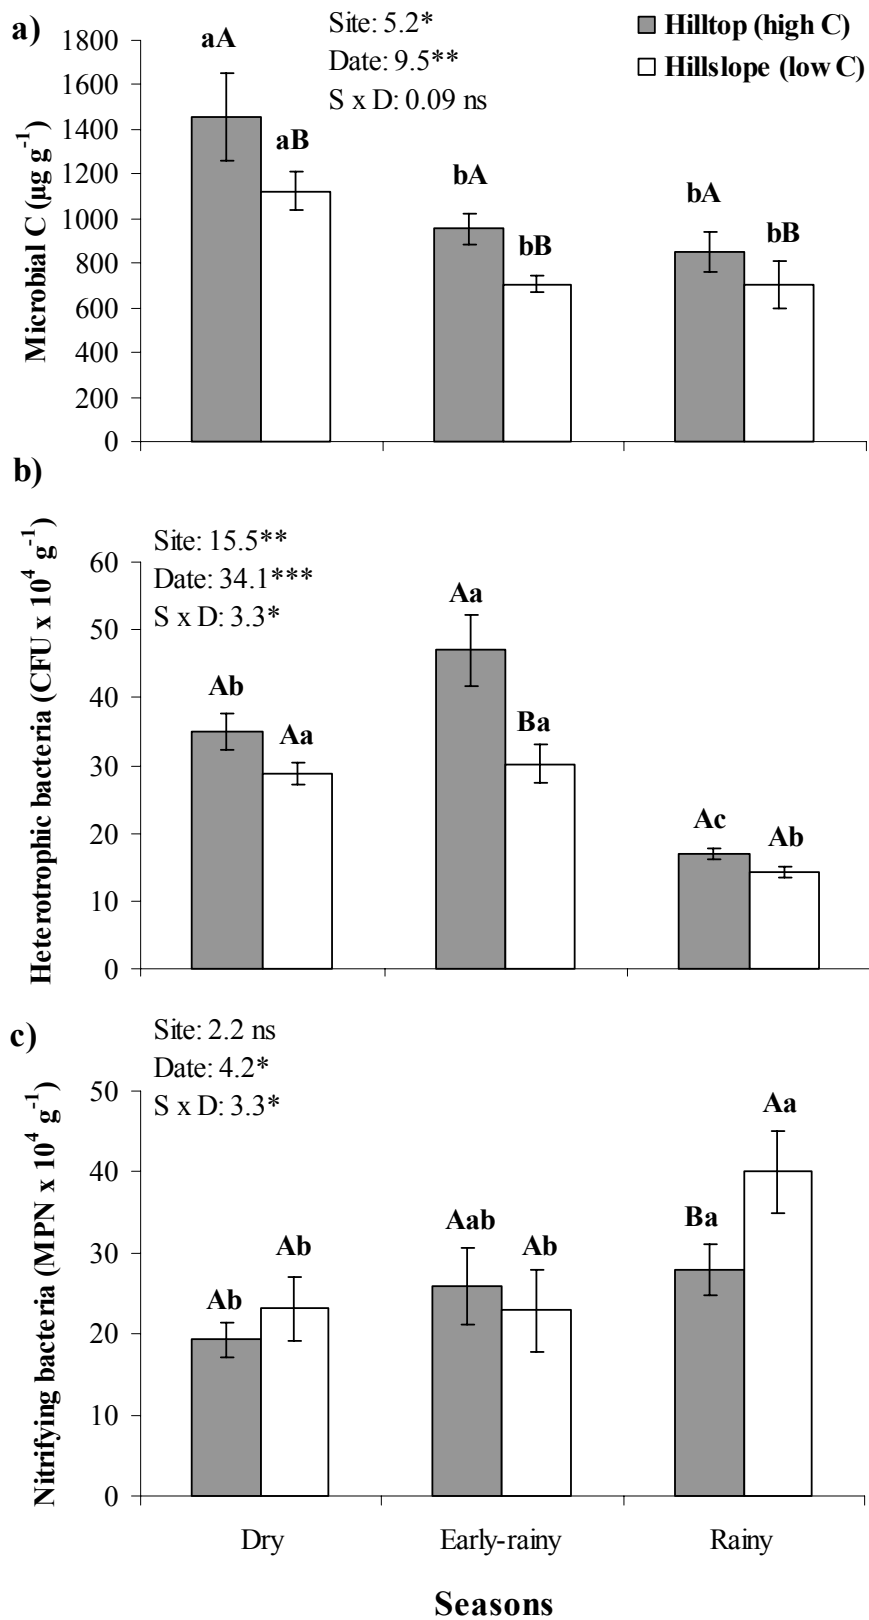 a)
Site: 5.2*
Date: 9.5**
S x D: 0.09 ns
Hilltop (high C)
Hillslope (low C)
Microbial C (µg g-1)
1800
1600
1400
1200
1000
800
600
400
200
0
aA
aB
bA
bB
bA
bB
b)
Site: 15.5**
Date: 34.1***
S x D: 3.3*
Heterotrophic bacteria (CFU x 10⁴ g-1)
60
50
40
30
20
10
0
Ab
Aa
Aa
Ba
Ac
Ab
c)
Site: 2.2 ns
Date: 4.2*
S x D: 3.3*
Nitrifying bacteria (MPN x 10⁴ g-1)
50
40
30
20
10
0
Ab
Ab
Aab
Ab
Ba
Aa
Dry
Early-rainy
Rainy
Seasons